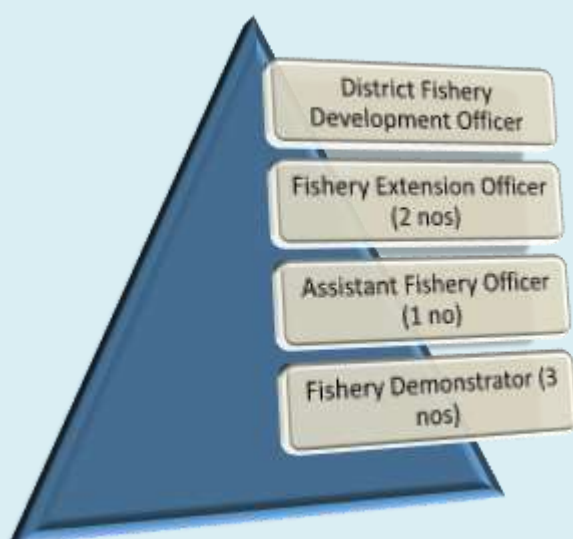 District Fishery
Development Officer
Fishery Extension Officer
(2 nos)
Assistant Fishery Officer
(1 no)
Fishery Demonstrator (3
nos)